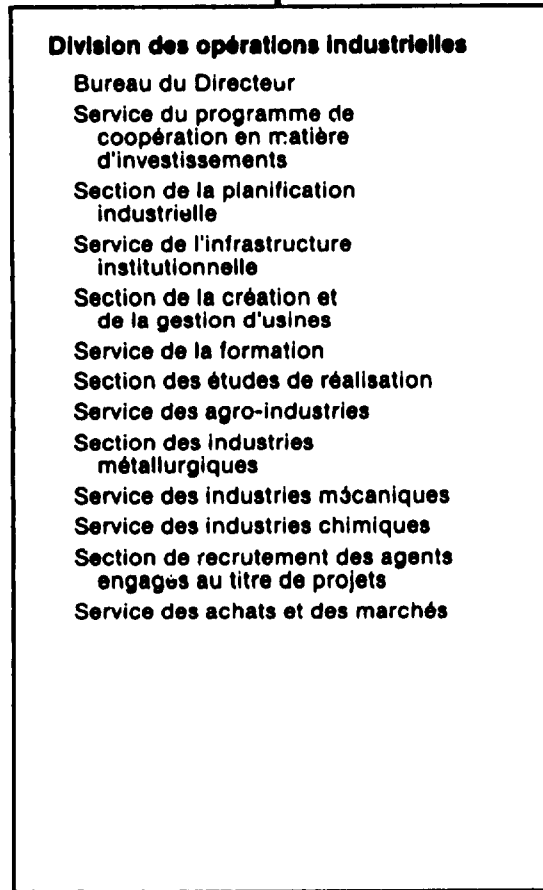 Division des opérations industrielles
Bureau du Directeur
Service du programme de
coopération en matière
d'investissements
Section de la planification
industrielle
Service de l'infrastructure
institutionnelle
Section de la création et
de la gestion d'usines
Service de la formation
Section des études de réalisation
Service des agro-industries
Section des industries
métallurgiques
Service des industries mécaniques
Service des industries chimiques
Section de recrutement des agents
engagés au titre de projets
Service des achats et des marchés